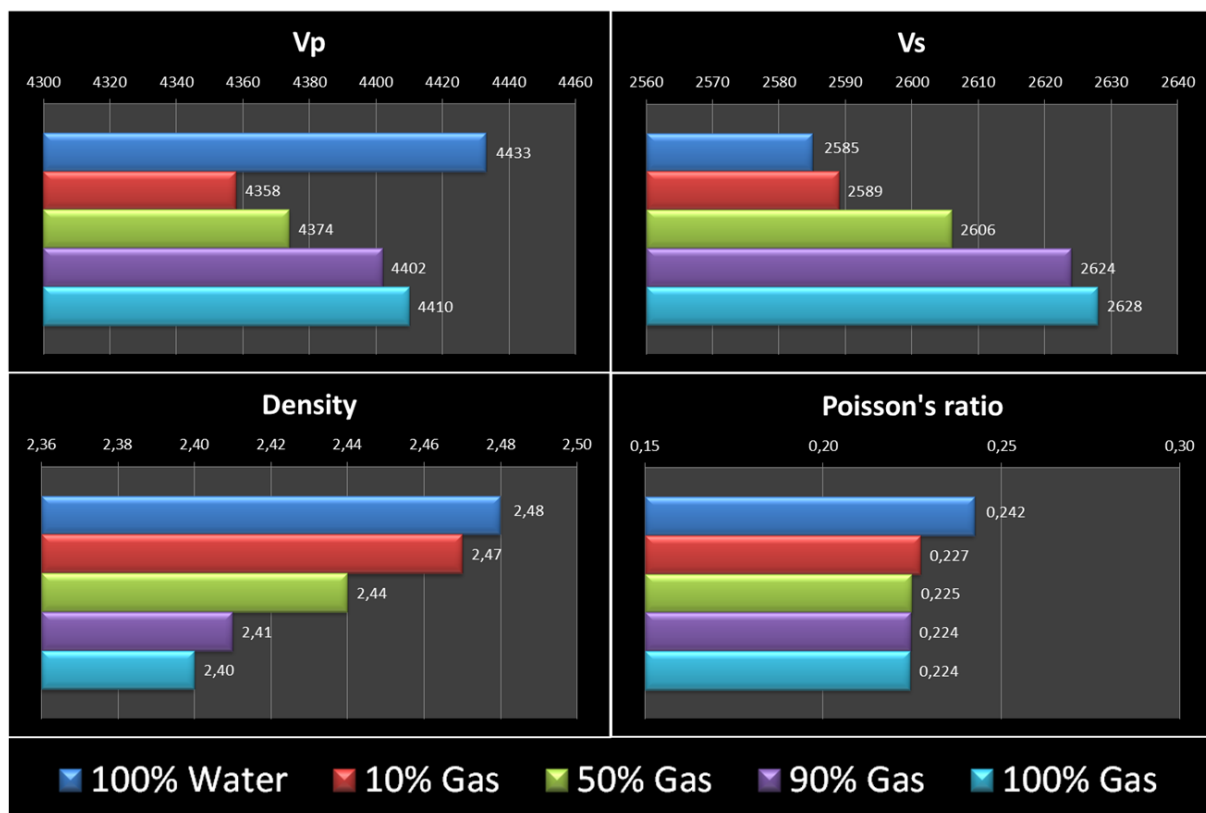 Vp
4300 4320 4340 4360 4380 4400 4420 4440 4460
4433
4358
4374
4402
4410
Vs
2560 2570 2580 2590 2600 2610 2620 2630 2640
2585
2589
2606
2624
2628
Density
2,36 2,38 2,40 2,42 2,44 2,46 2,48 2,50
2,48
2,47
2,44
2,41
2,40
Poisson's ratio
0,15 0,20 0,25 0,30
0,242
0,227
0,225
0,224
0,224
100% Water 10% Gas 50% Gas 90% Gas 100% Gas